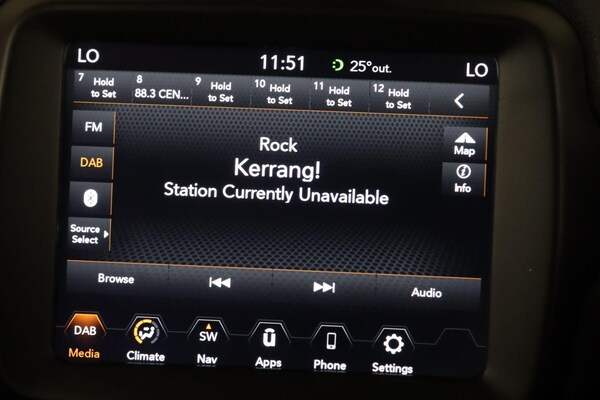 LO 11:51 25° out. LO
7 Hold to Set
8 88.3 CEN...
9 Hold to Set
10 Hold to Set
11 Hold to Set
12 Hold to Set
FM
DAB
Source Select
Rock
Kerrang!
Station Currently Unavailable
Map
Info
Browse
Audio
DAB
Media
Climate
SW
Nav
Apps
Phone
Settings